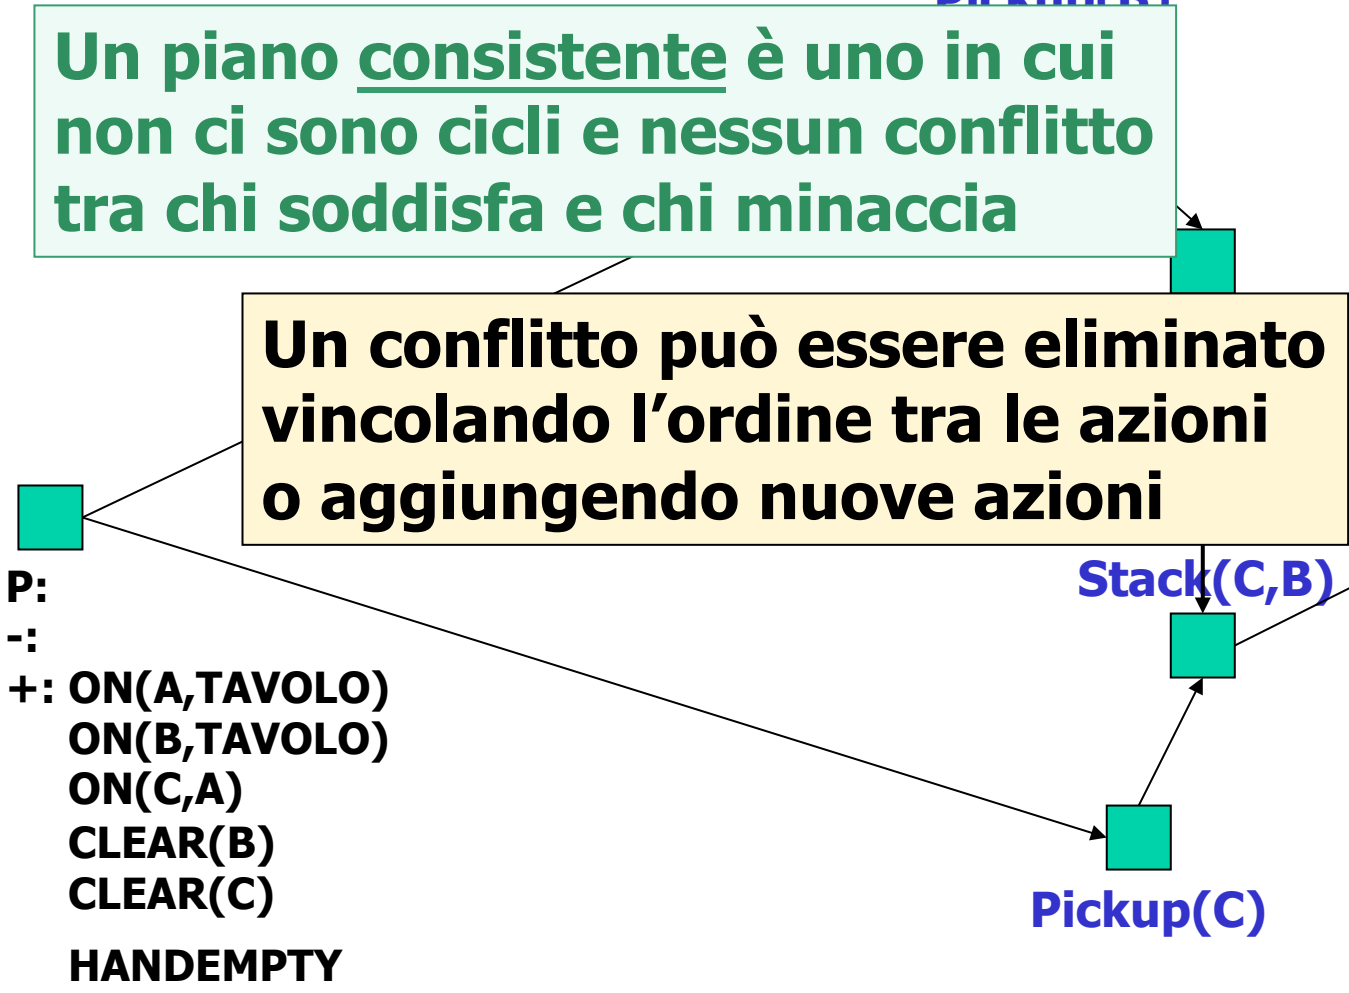 Un piano consistente è uno in cui
non ci sono cicli e nessun conflitto
tra chi soddisfa e chi minaccia
Un conflitto può essere eliminato
vincolando l’ordine tra le azioni
o aggiungendo nuove azioni
Stack(C,B)
P:
-:
+: ON(A,TAVOLO)
ON(B,TAVOLO)
ON(C,A)
CLEAR(B)
CLEAR(C)
Pickup(C)
HANDEMPTY